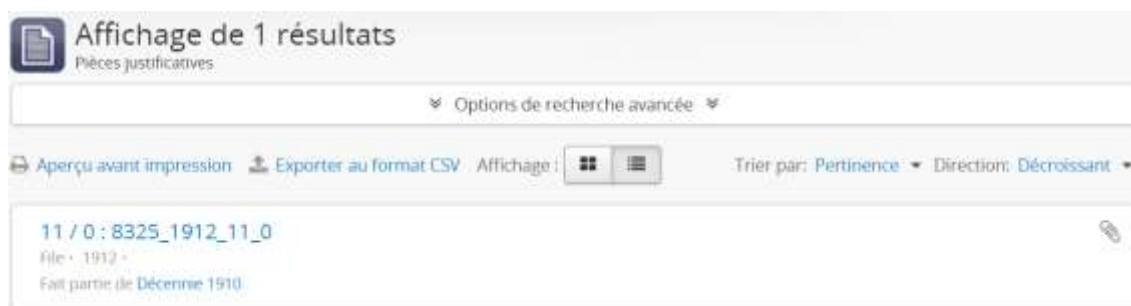 Affichage de 1 résultats
Pièces justificatives
Options de recherche avancée
Aperçu avant impression Exporter au format CSV Affichage : Trier par: Pertinence Direction: Décroissant
11 / 0 : 8325_1912_11_0
File · 1912 ·
Fait partie de Décennie 1910